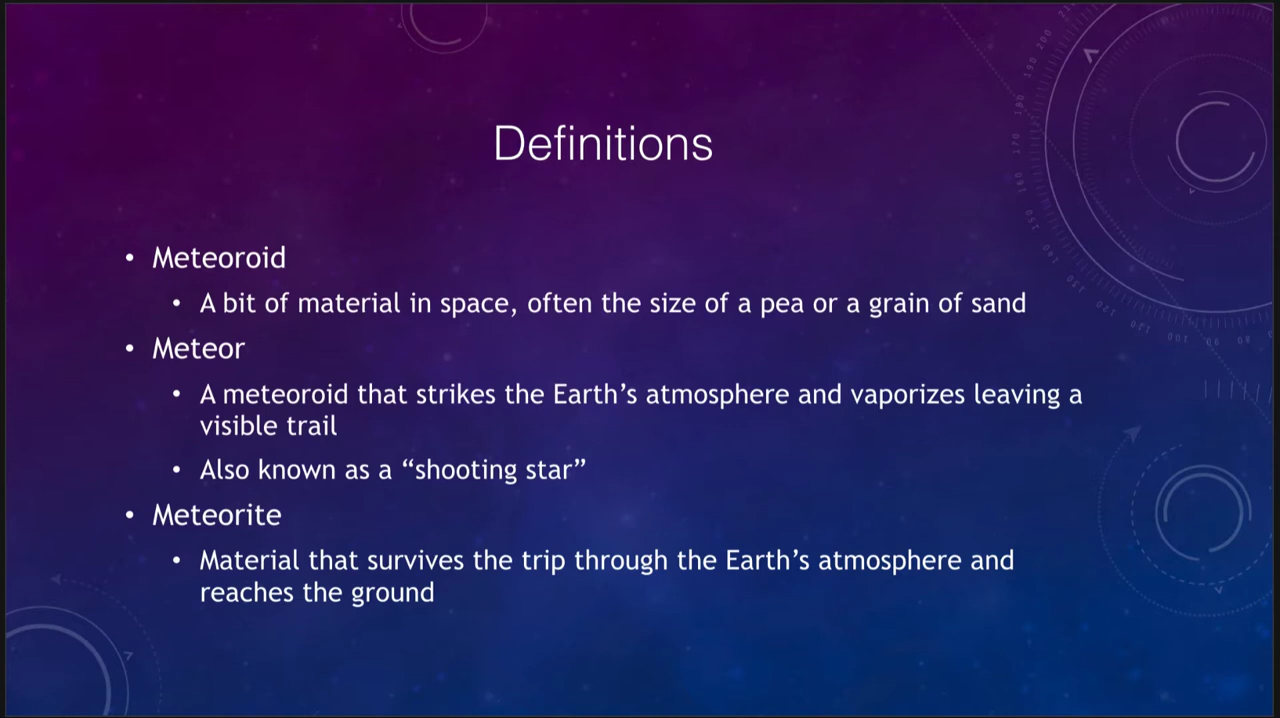 Definitions
• Meteoroid
• A bit of material in space, often the size of a pea or a grain of sand
• Meteor
• A meteoroid that strikes the Earth’s atmosphere and vaporizes leaving a
visible trail
• Also known as a “shooting star”
• Meteorite
• Material that survives the trip through the Earth’s atmosphere and
reaches the ground